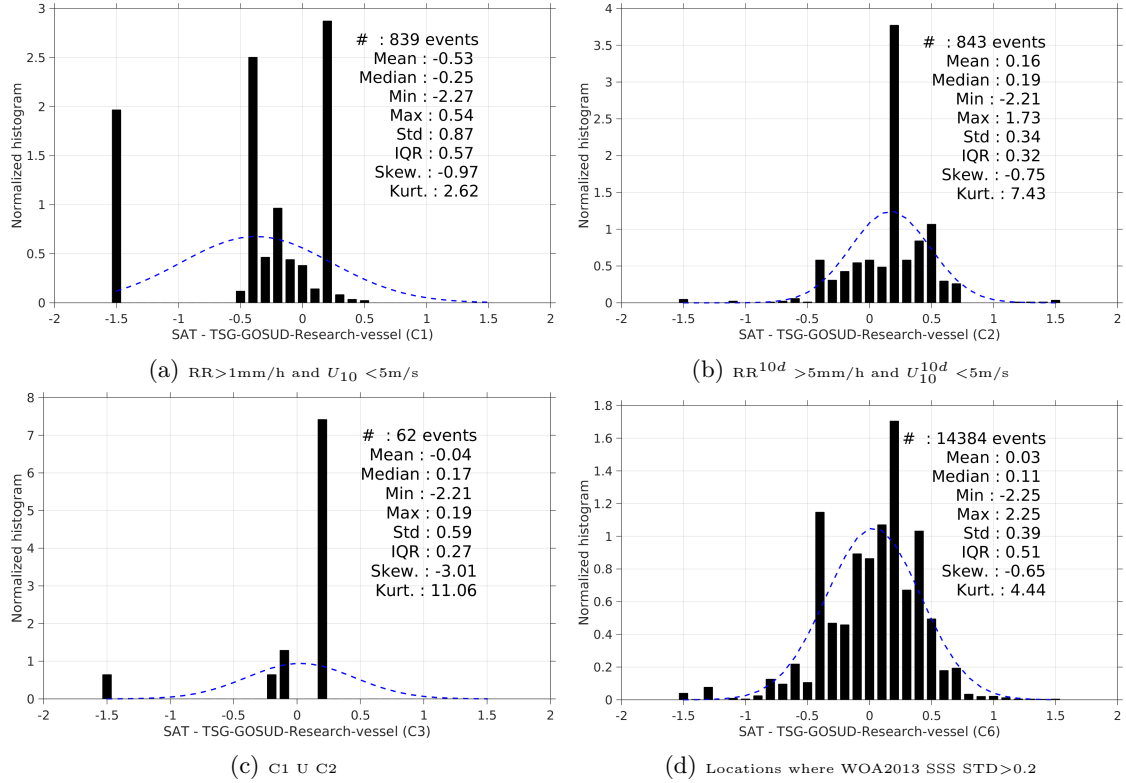 3
2.5
2
1.5
1
0.5
0
Normalized histogram
# : 839 events
Mean : -0.53
Median : -0.25
Min : -2.27
Max : 0.54
Std : 0.87
IQR : 0.57
Skew. : -0.97
Kurt. : 2.62
-2 -1.5 -1 -0.5 0 0.5 1 1.5 2
SAT - TSG-GOSUD-Research-vessel (C1)
(a) RR>1mm/h and U10 <5m/s
4
3.5
3
2.5
2
1.5
1
0.5
0
Normalized histogram
# : 843 events
Mean : 0.16
Median : 0.19
Min : -2.21
Max : 1.73
Std : 0.34
IQR : 0.32
Skew. : -0.75
Kurt. : 7.43
-2 -1.5 -1 -0.5 0 0.5 1 1.5 2
SAT - TSG-GOSUD-Research-vessel (C2)
(b) RR^10d >5mm/h and U10^10d <5m/s
8
7
6
5
4
3
2
1
0
Normalized histogram
# : 62 events
Mean : -0.04
Median : 0.17
Min : -2.21
Max : 0.19
Std : 0.59
IQR : 0.27
Skew. : -3.01
Kurt. : 11.06
-2 -1.5 -1 -0.5 0 0.5 1 1.5 2
SAT - TSG-GOSUD-Research-vessel (C3)
(c) C1 U C2
1.8
1.6
1.4
1.2
1
0.8
0.6
0.4
0.2
0
Normalized histogram
# : 14384 events
Mean : 0.03
Median : 0.11
Min : -2.25
Max : 2.25
Std : 0.39
IQR : 0.51
Skew. : -0.65
Kurt. : 4.44
-2 -1.5 -1 -0.5 0 0.5 1 1.5 2
SAT - TSG-GOSUD-Research-vessel (C6)
(d) Locations where WOA2013 SSS STD>0.2